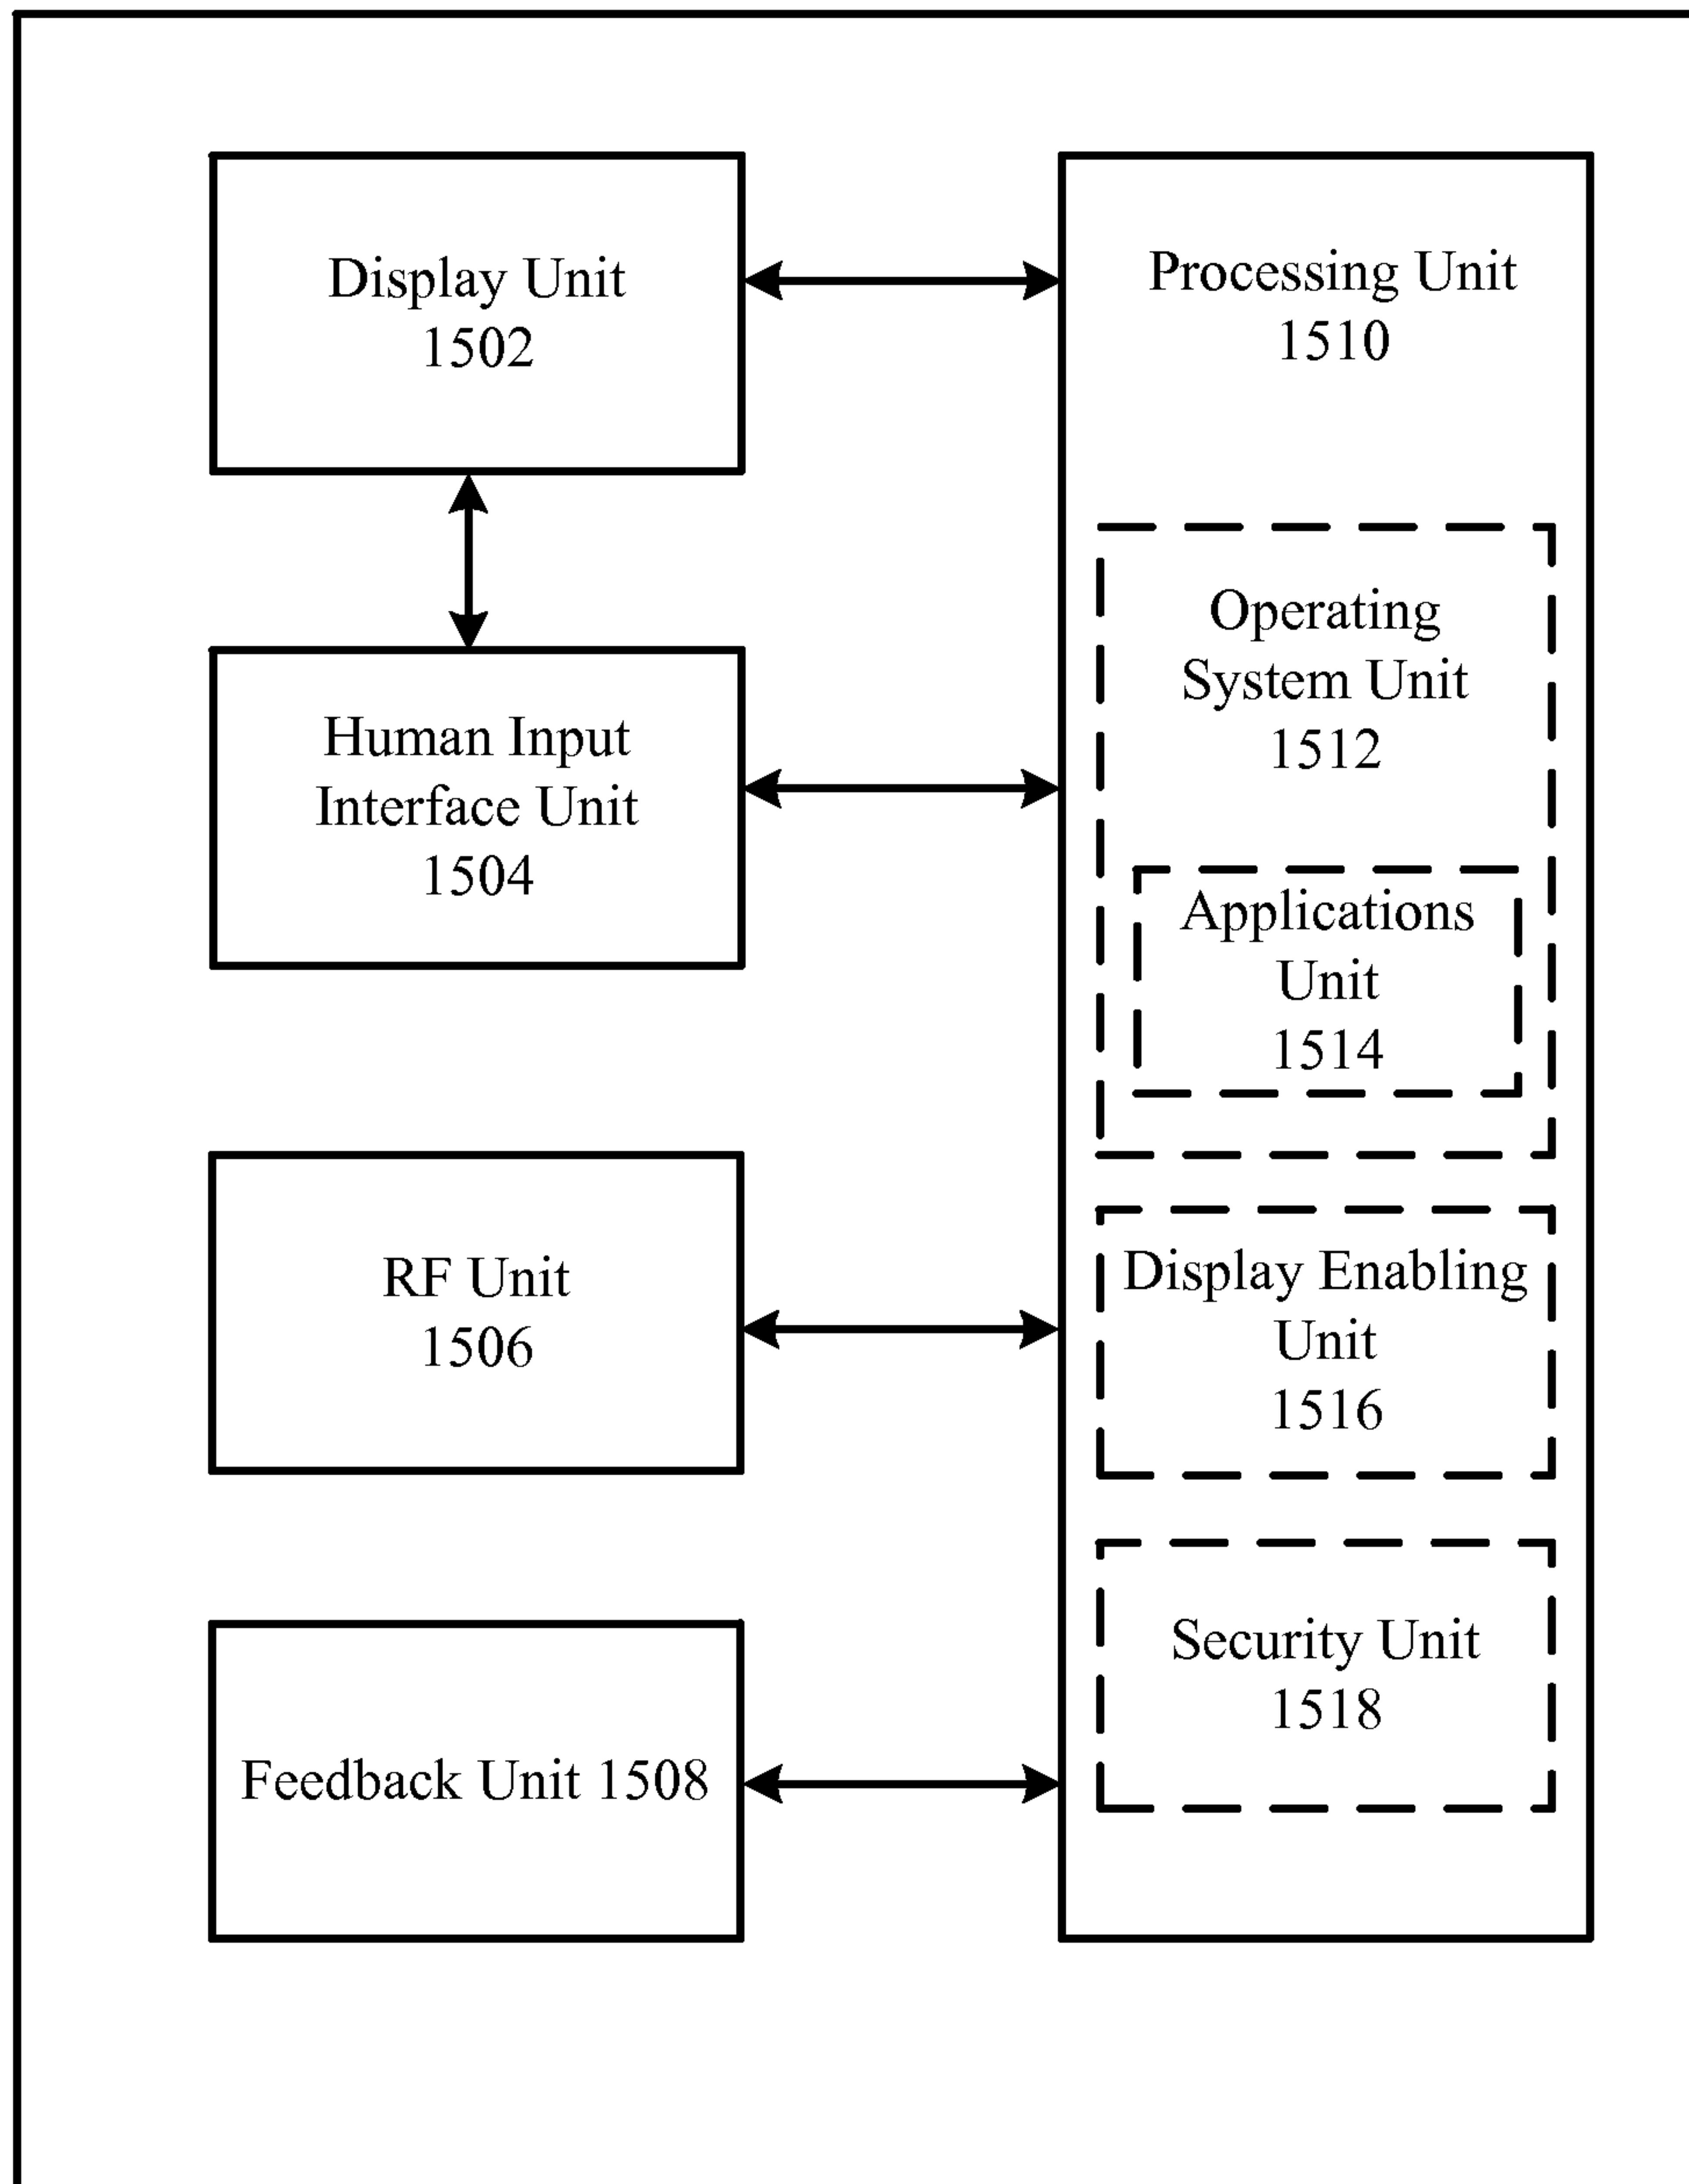 Display Unit
1502
Human Input
Interface Unit
1504
RF Unit
1506
Feedback Unit 1508
Processing Unit
1510
Operating
System Unit
1512
Applications
Unit
1514
Display Enabling
Unit
1516
Security Unit
1518